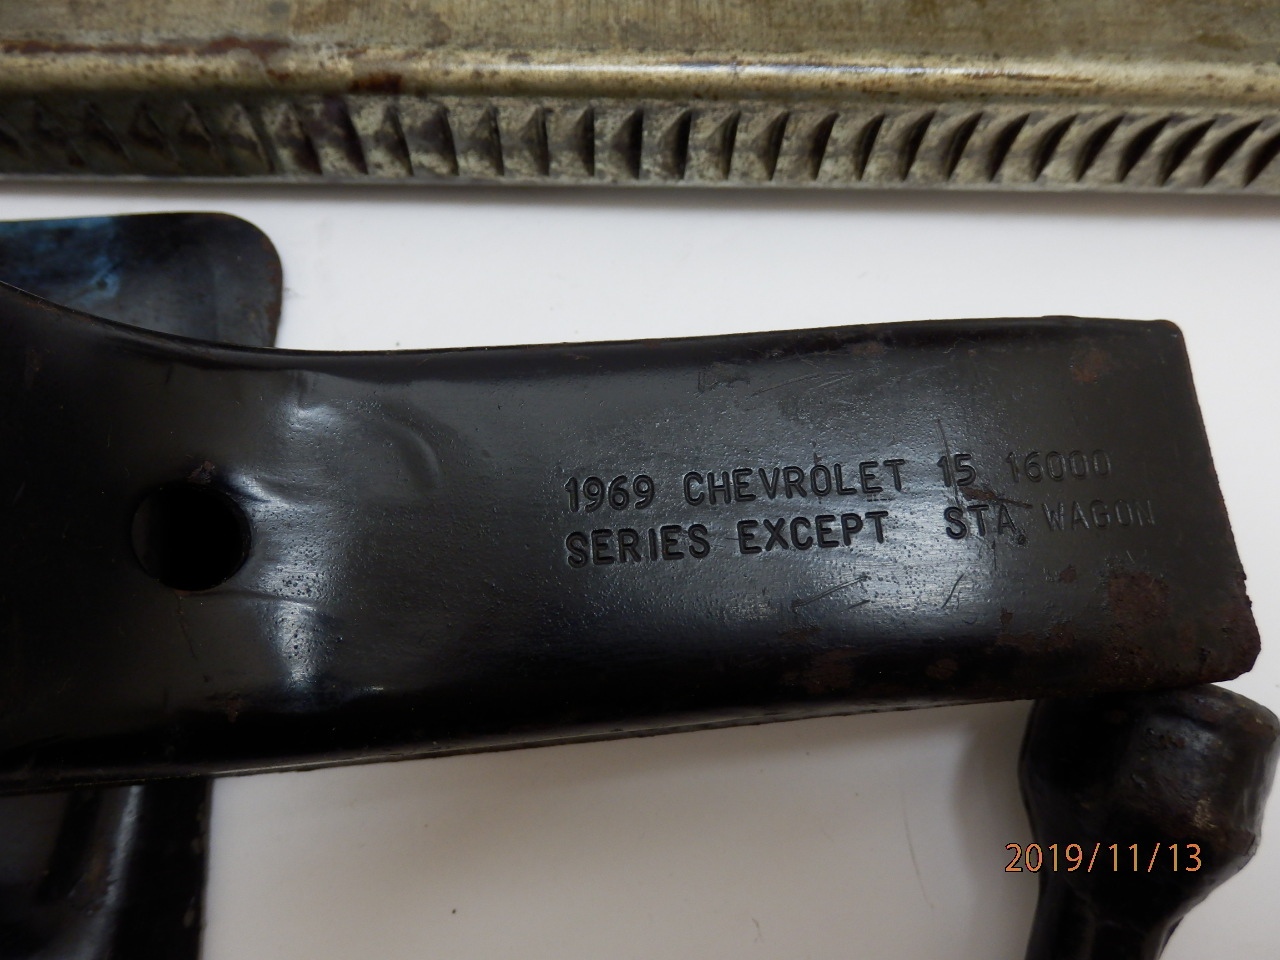 1969 CHEVROLET 15 16000
SERIES EXCEPT STA. WAGON
2019/11/13